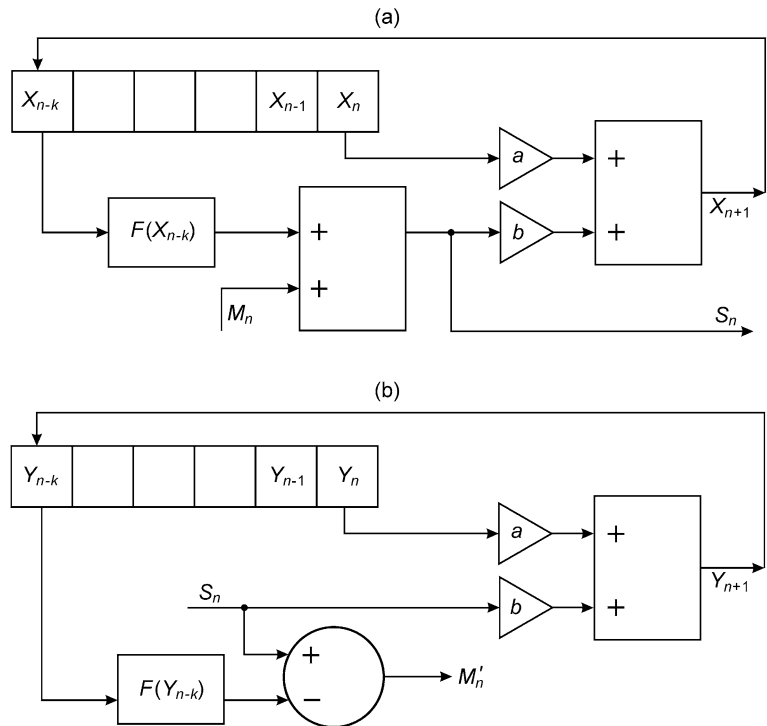 (a)
X_{n-k} X_{n-1} X_n
a
+
X_{n+1}
F(X_{n-k}) + b +
+
M_n
S_n
(b)
Y_{n-k} Y_{n-1} Y_n
a +
Y_{n+1}
S_n b +
+
F(Y_{n-k}) − M'_n